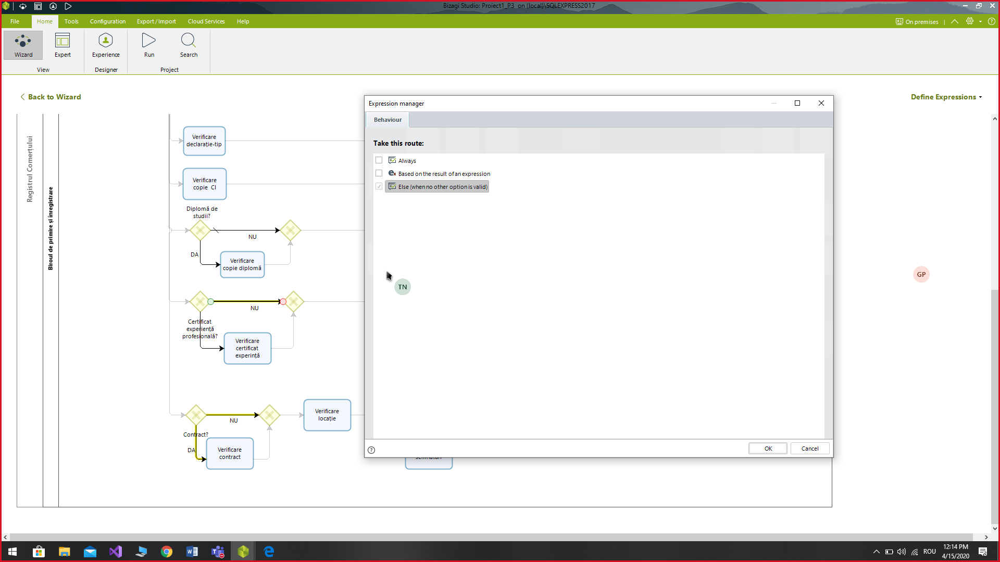 Bizagi Studio: Proiect1_P3 on (local)\SQLEXPRESS2017
File
Home
Tools
Configuration
Export / Import
Cloud Services
Help
On premises
Wizard
Expert
Experience
Run
Search
View
Designer
Project
Back to Wizard
Define Expressions
Registrul Comerțului
Biroul de primire și înregistrare
Verificare
declarație-tip
Verificare
copie CI
Diplomă de
studii?
NU
DA
Verificare
copie diplomă
NU
Certificat
experiență
profesională?
Verificare
certificat
experință
NU
Contract?
DA
Verificare
contract
Verificare
locație
Expression manager
Behaviour
Take this route:
Always
Based on the result of an expression
Else (when no other option is valid)
TN
GP
OK
Cancel
ROU
12:14 PM
4/15/2020